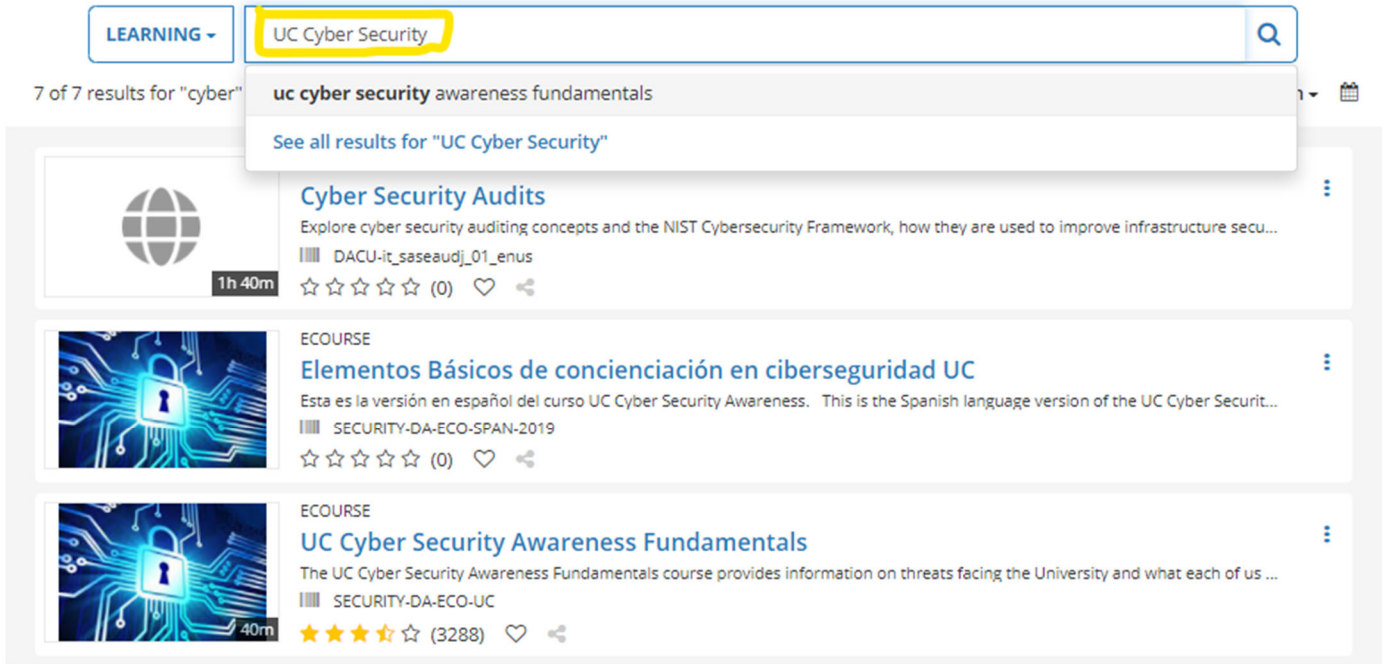 LEARNING
UC Cyber Security
7 of 7 results for "cyber"
uc cyber security awareness fundamentals
See all results for "UC Cyber Security"
Cyber Security Audits
Explore cyber security auditing concepts and the NIST Cybersecurity Framework, how they are used to improve infrastructure secu...
DACU-it_saseaudj_01_enus
1h 40m
(0)
ECOURSE
Elementos Básicos de concienciación en ciberseguridad UC
Esta es la versión en español del curso UC Cyber Security Awareness. This is the Spanish language version of the UC Cyber Securit...
SECURITY-DA-ECO-SPAN-2019
(0)
ECOURSE
UC Cyber Security Awareness Fundamentals
The UC Cyber Security Awareness Fundamentals course provides information on threats facing the University and what each of us ...
SECURITY-DA-ECO-UC
40m
(3288)